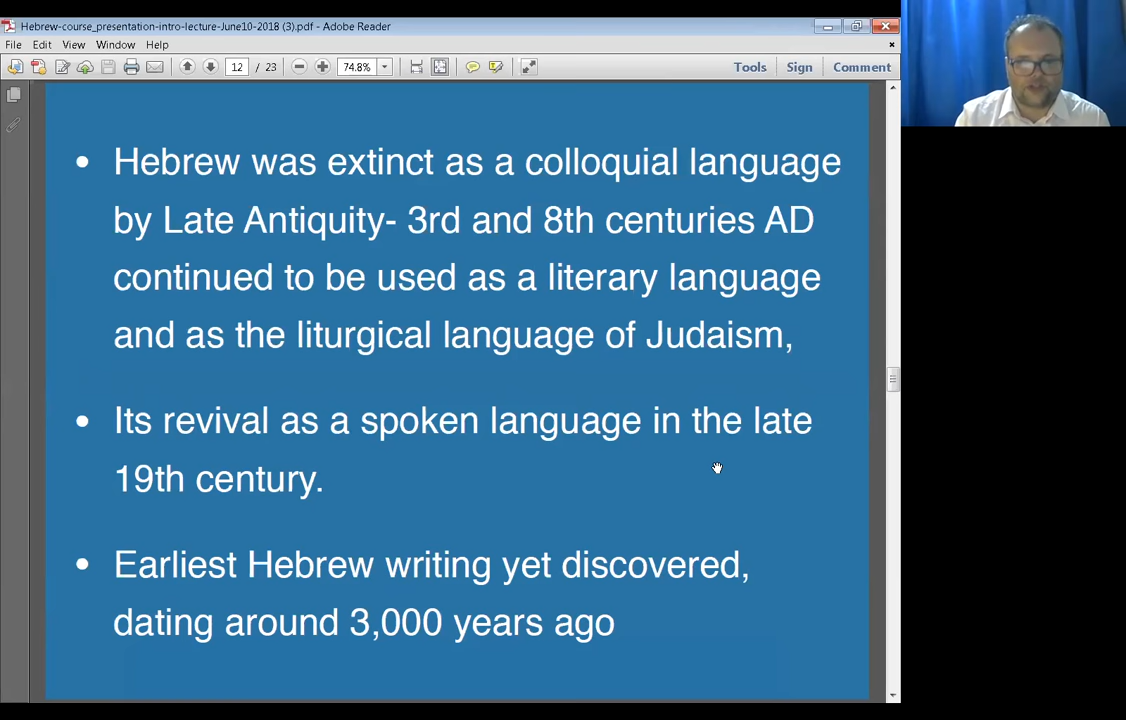 Hebrew-course_presentation-intro-lecture-June10-2018 (3).pdf - Adobe Reader
File Edit View Window Help
12 / 23 74.8% Tools Sign Comment
• Hebrew was extinct as a colloquial language
by Late Antiquity- 3rd and 8th centuries AD
continued to be used as a literary language
and as the liturgical language of Judaism,
• Its revival as a spoken language in the late
19th century.
• Earliest Hebrew writing yet discovered,
dating around 3,000 years ago